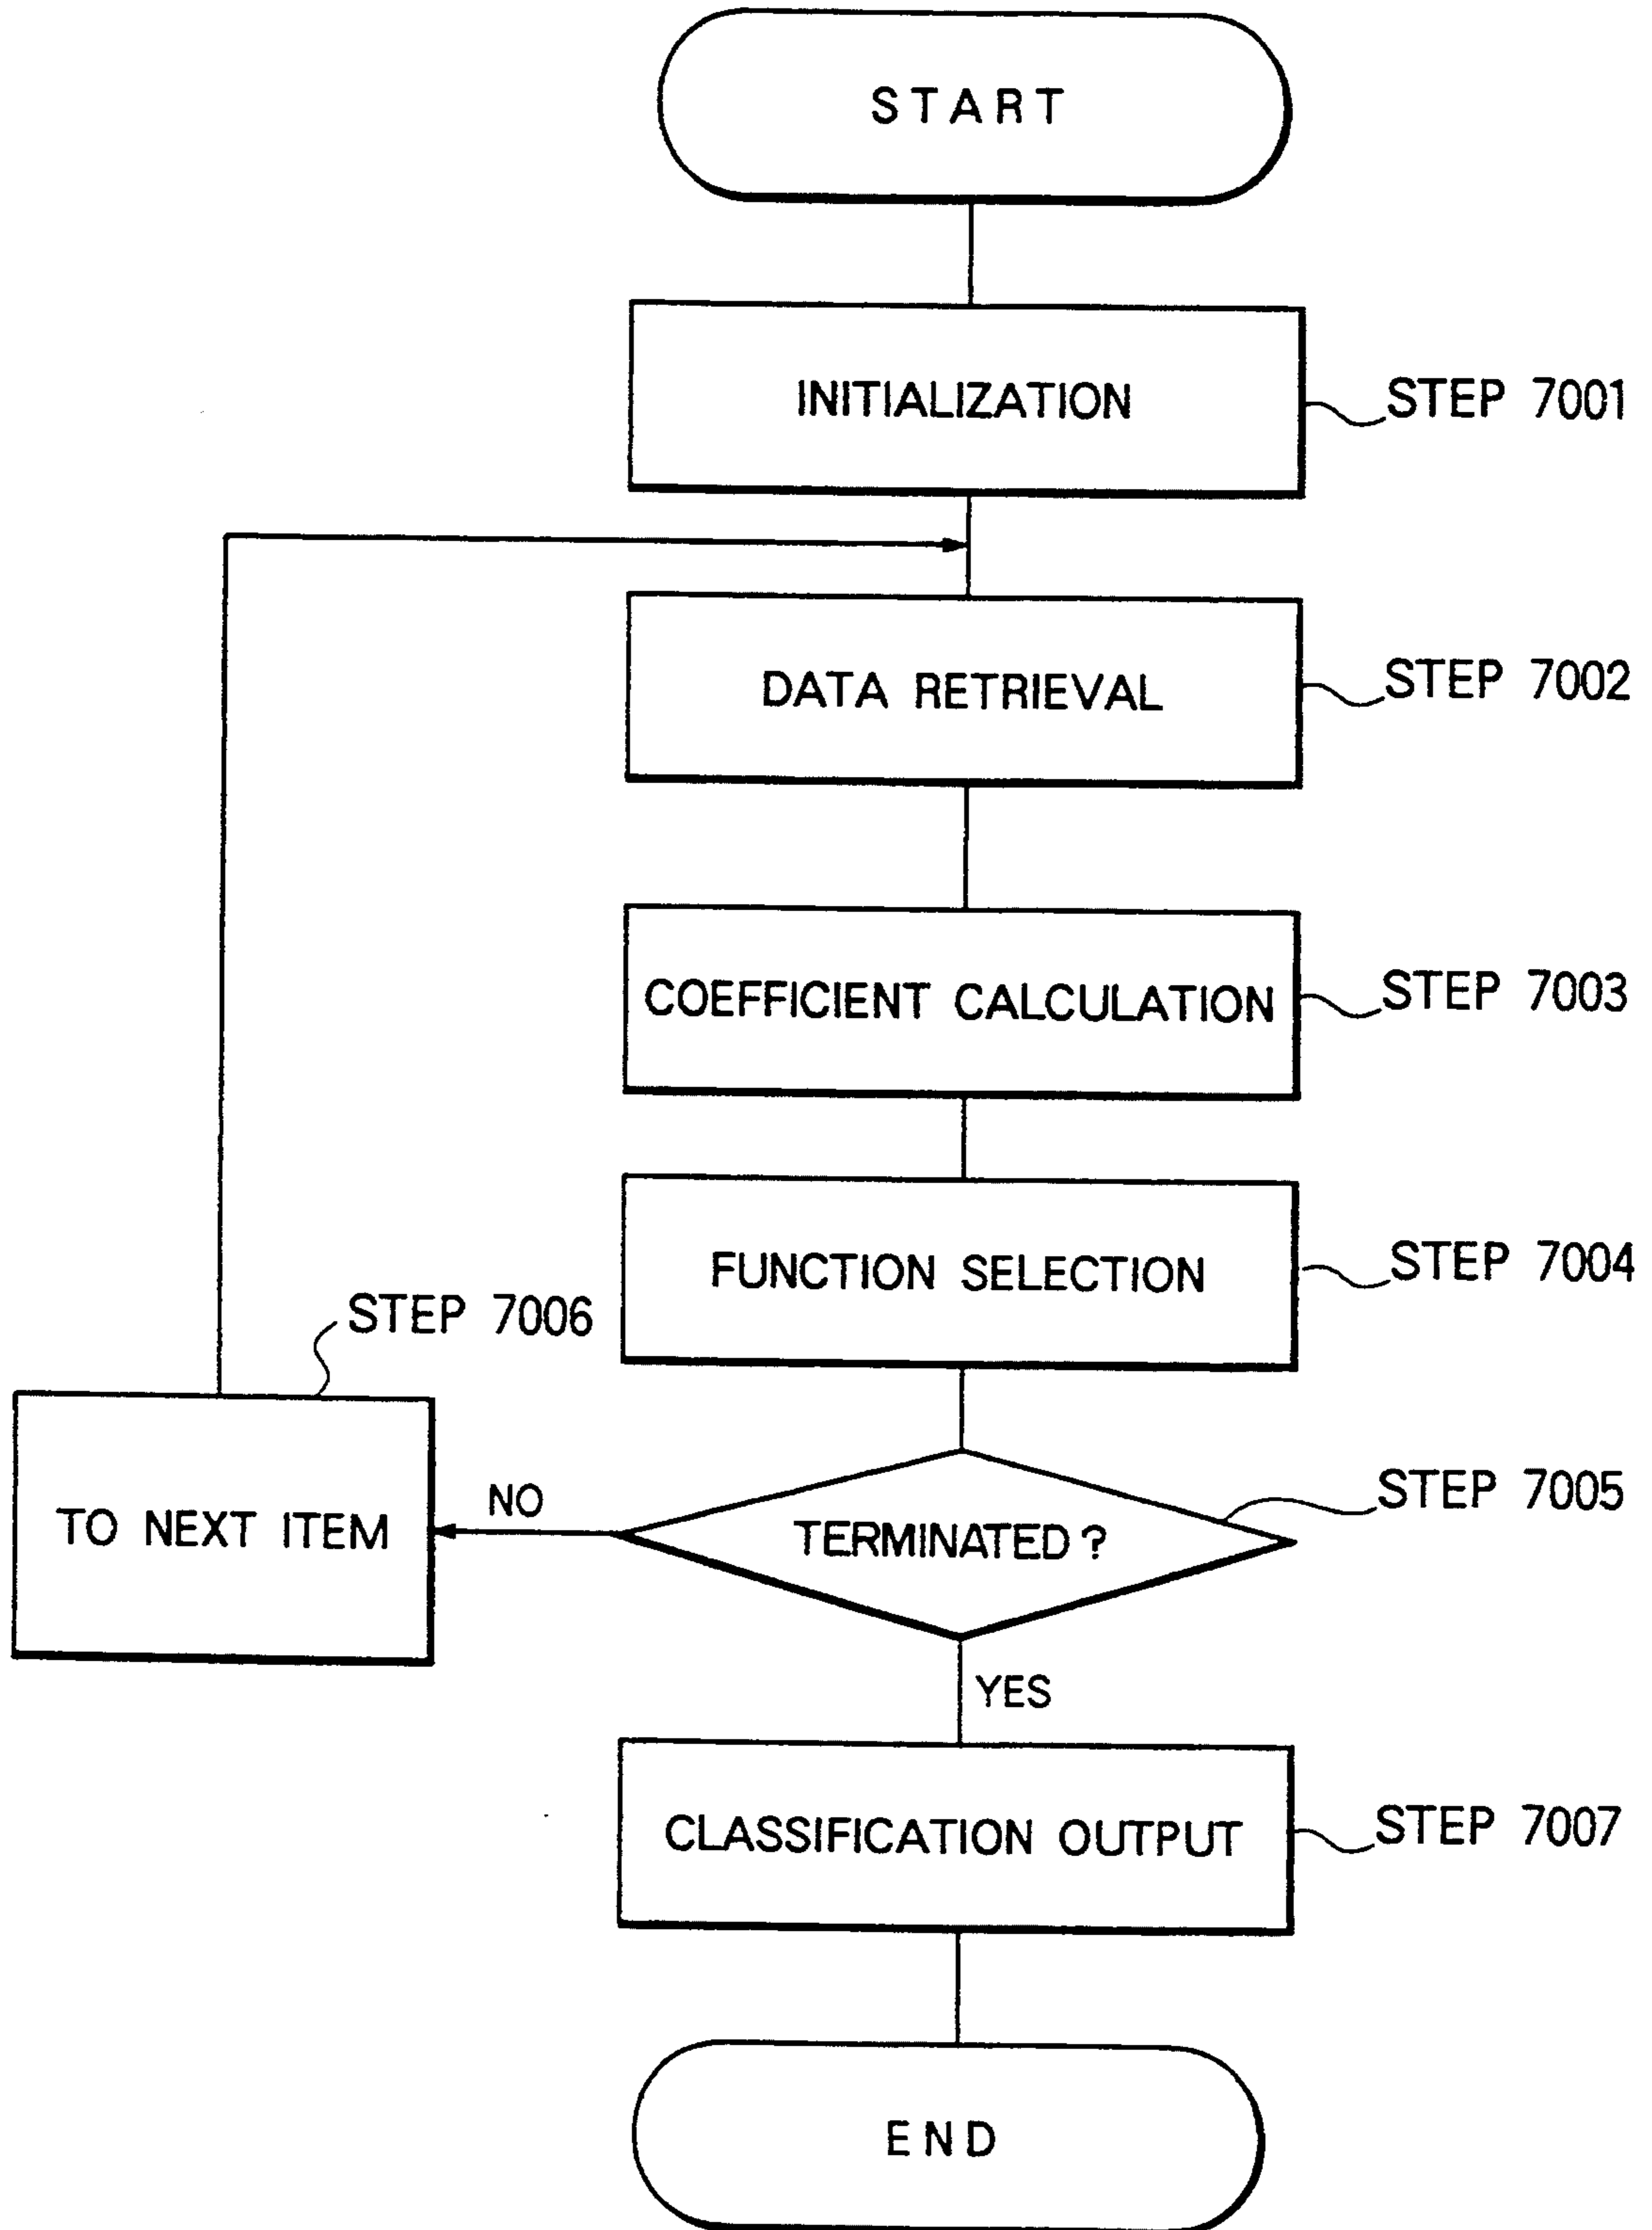 START
INITIALIZATION
STEP 7001
DATA RETRIEVAL
STEP 7002
COEFFICIENT CALCULATION
STEP 7003
FUNCTION SELECTION
STEP 7004
STEP 7006
TO NEXT ITEM
NO
TERMINATED?
STEP 7005
YES
CLASSIFICATION OUTPUT
STEP 7007
END